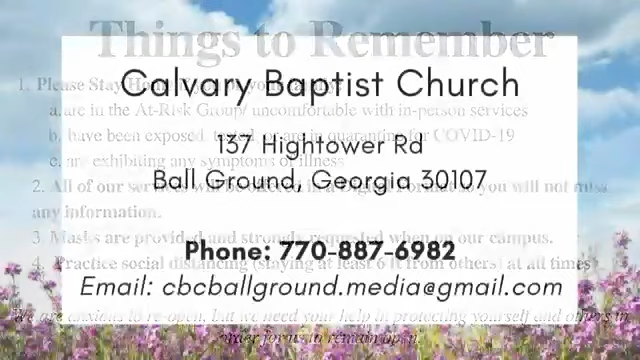 Things to Remember
Calvary Baptist Church
137 Hightower Rd
Ball Ground, Georgia 30107
Phone: 770-887-6982
Email: cbcballground.media@gmail.com
1. Please Stay
a. are in the At-Risk Group/ uncomfortable with in-person services
b. have been exposed, tested, or are in quarantine for COVID-19
c. are exhibiting any symptoms of illness
2. All of our services will be offered in a Digital Format so you will not miss
any information.
3. Masks are provided and strongly requested when on our campus.
4. Practice social distancing (staying at least 6 ft from others) at all times
We are anxious to re-open, but we need your help in protecting yourself and others in
order for us to remain open.